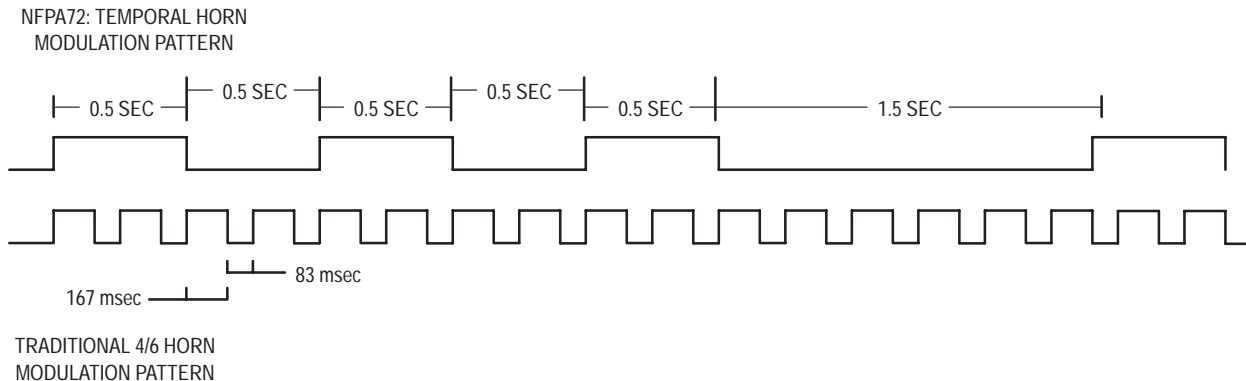 NFPA72: TEMPORAL HORN
MODULATION PATTERN
0.5 SEC
0.5 SEC
0.5 SEC
0.5 SEC
0.5 SEC
1.5 SEC
83 msec
167 msec
TRADITIONAL 4/6 HORN
MODULATION PATTERN